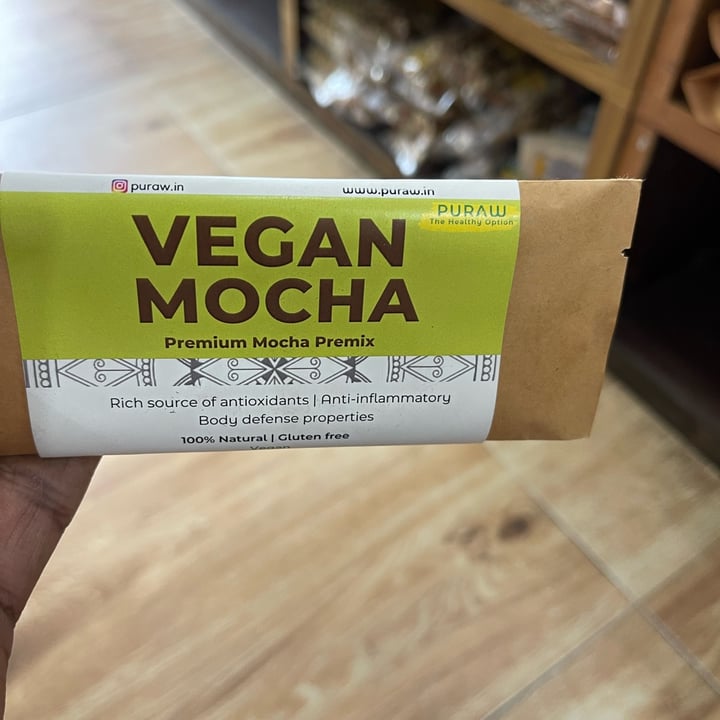 puraw.in
www.puraw.in
PURAW
The Healthy Option
VEGAN
MOCHA
Premium Mocha Premix
Rich source of antioxidants | Anti-inflammatory
Body defense properties
100% Natural | Gluten free
Vegan